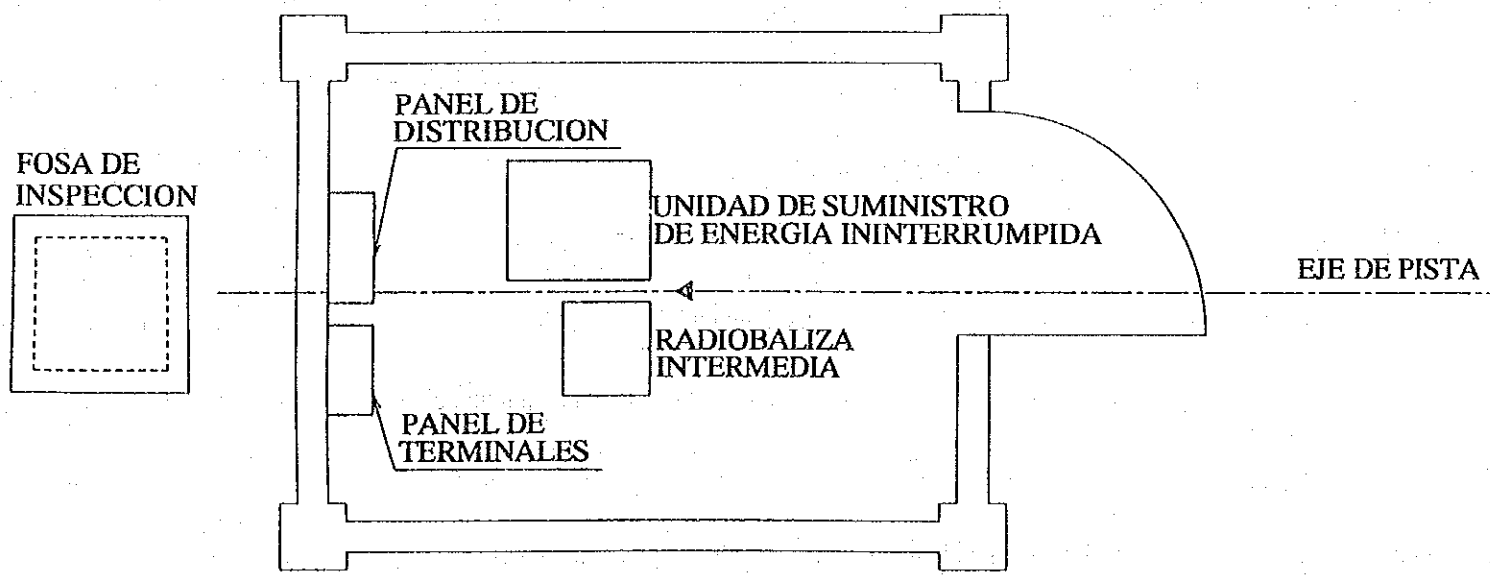 PANEL DE
DISTRIBUCION
FOSA DE
INSPECCION
UNIDAD DE SUMINISTRO
DE ENERGIA ININTERRUMPIDA
EJE DE PISTA
RADIOBALIZA
INTERMEDIA
PANEL DE
TERMINALES